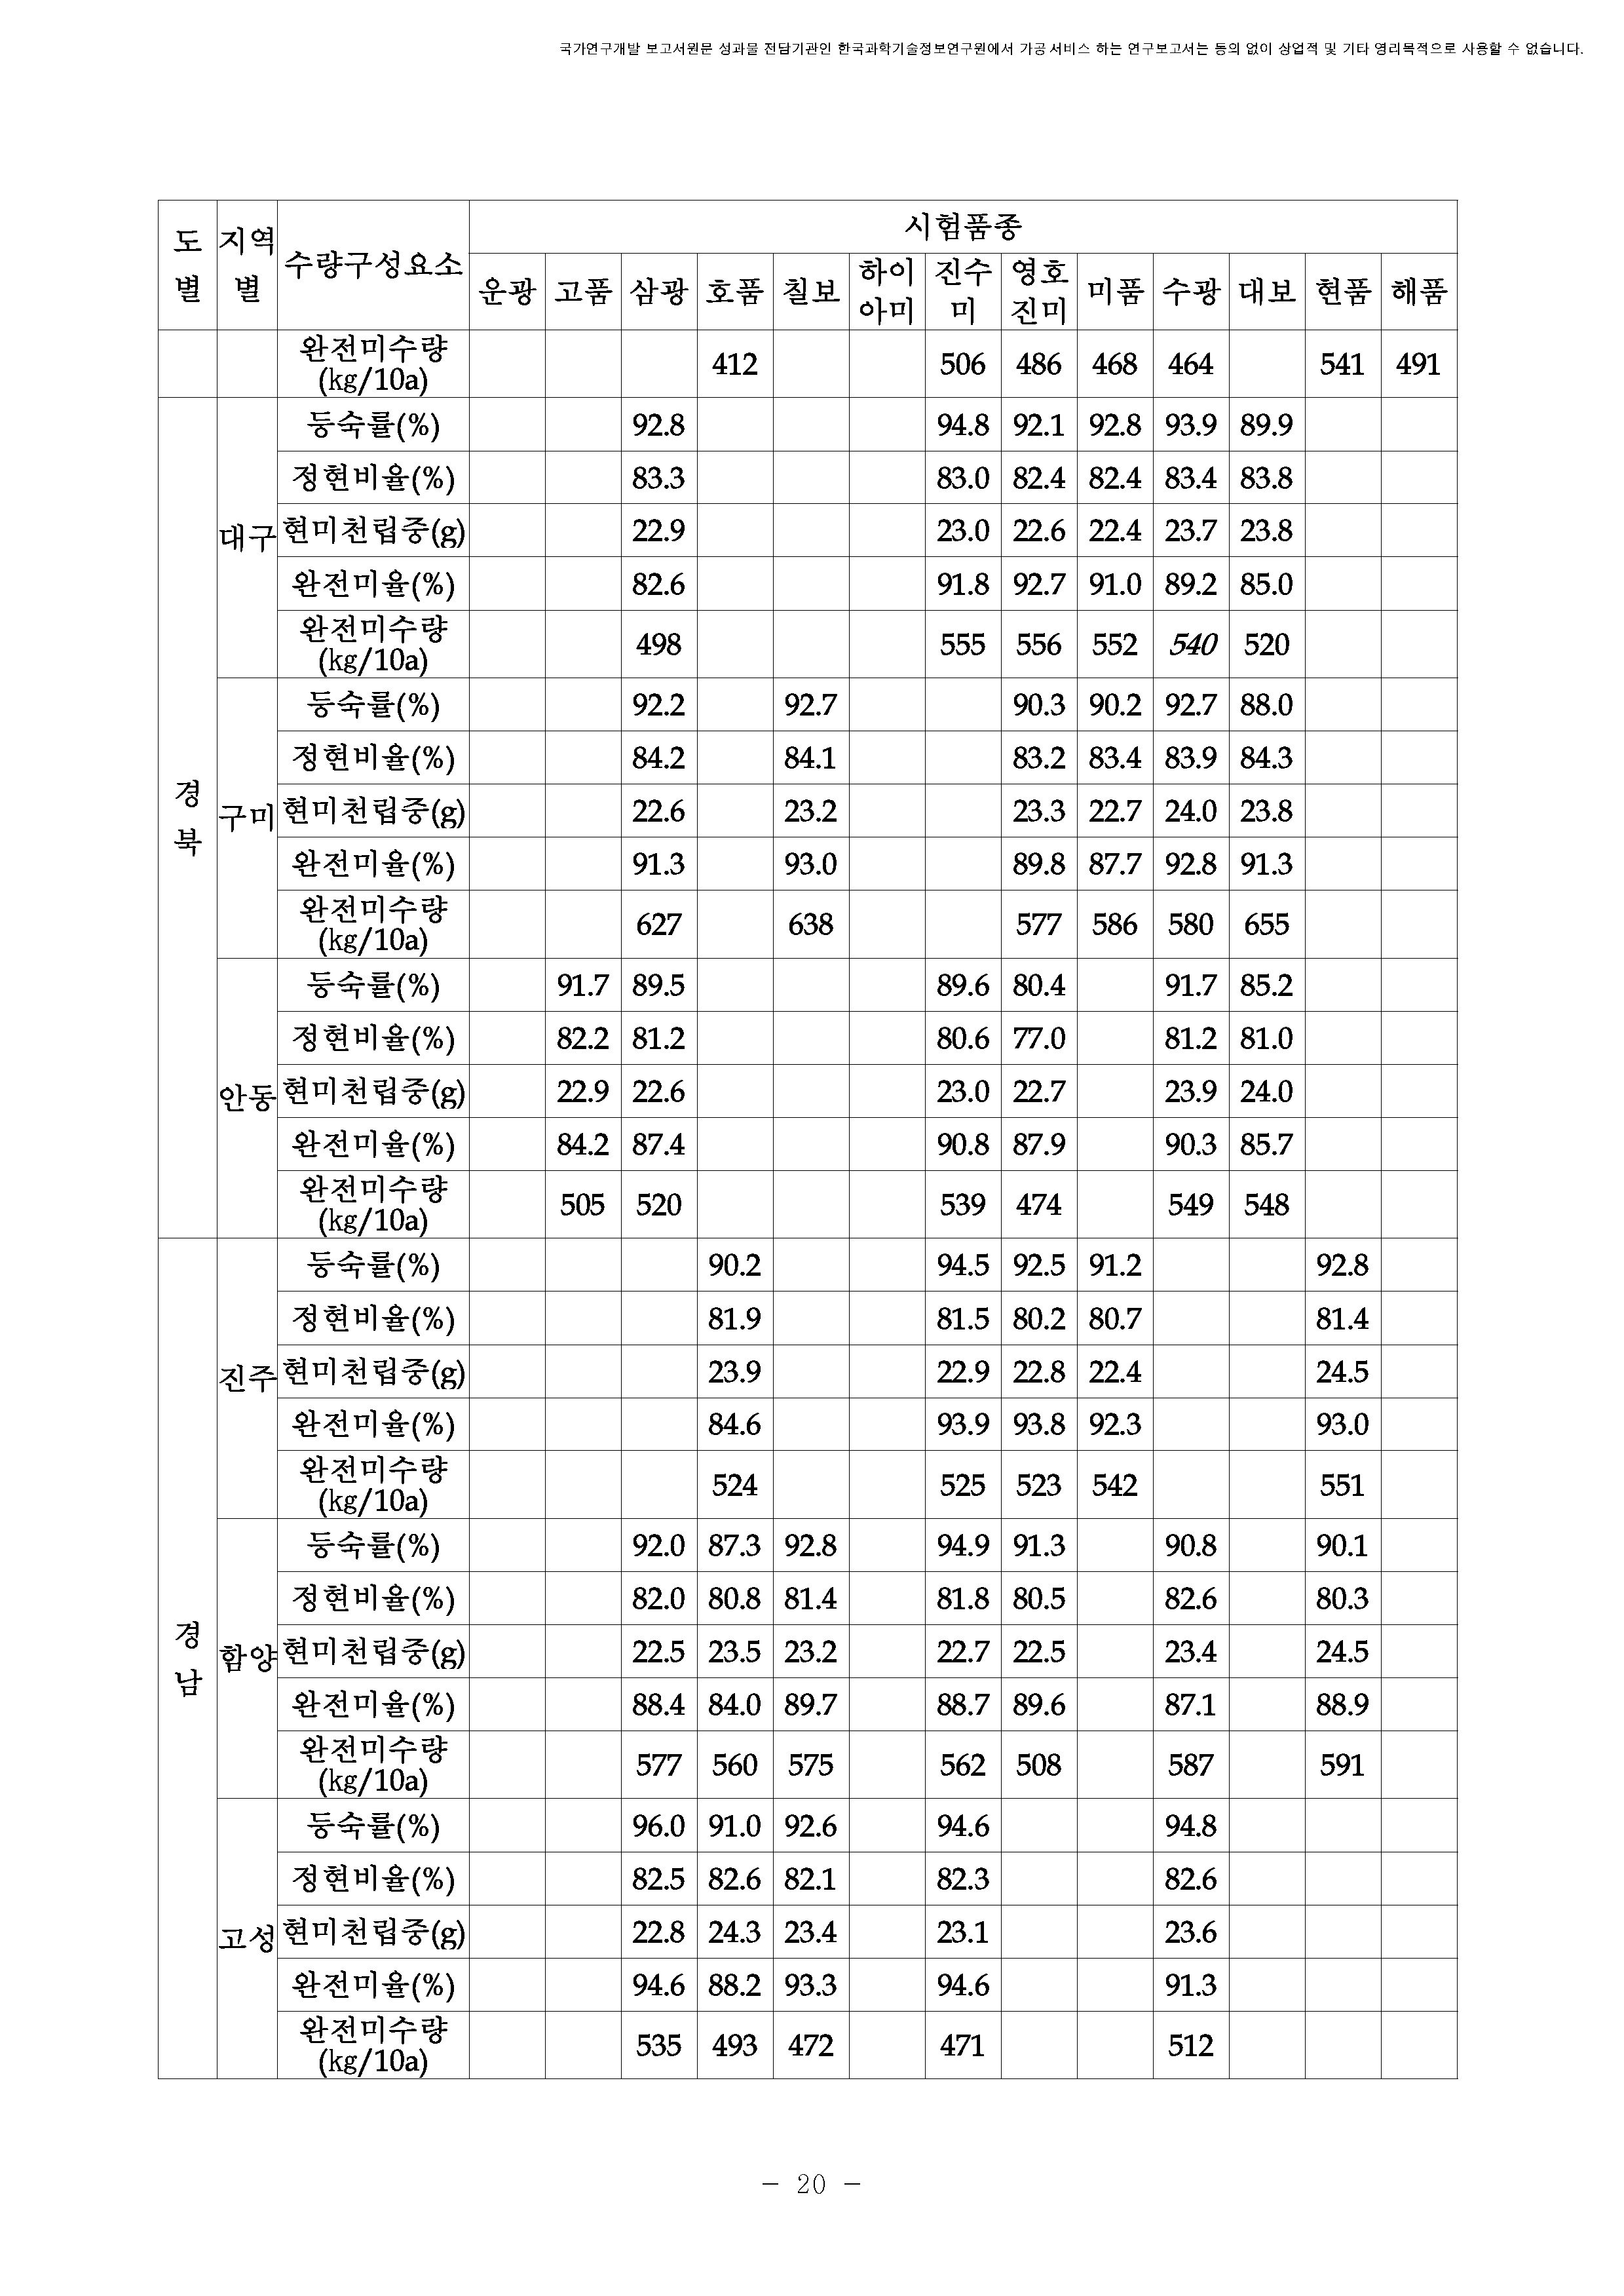 국가연구개발 보고서원문 성과물 전담기관인 한국과학기술정보연구원에서 가공·서비스 하는 연구보고서는 동의 없이 상업적 및 기타 영리목적으로 사용할 수 없습니다.
도별 지역별 수량구성요소 시험품종
운광 고품 삼광 호품 칠보 하이아미 진수미 영호진미 미품 수광 대보 현품 해품
완전미수량(kg/10a) 412 506 486 468 464 541 491
경북
대구
등숙률(%) 92.8 94.8 92.1 92.8 93.9 89.9
정현비율(%) 83.3 83.0 82.4 82.4 83.4 83.8
현미천립중(g) 22.9 23.0 22.6 22.4 23.7 23.8
완전미율(%) 82.6 91.8 92.7 91.0 89.2 85.0
완전미수량(kg/10a) 498 555 556 552 540 520
구미
등숙률(%) 92.2 92.7 90.3 90.2 92.7 88.0
정현비율(%) 84.2 84.1 83.2 83.4 83.9 84.3
현미천립중(g) 22.6 23.2 23.3 22.7 24.0 23.8
완전미율(%) 91.3 93.0 89.8 87.7 92.8 91.3
완전미수량(kg/10a) 627 638 577 586 580 655
안동
등숙률(%) 91.7 89.5 89.6 80.4 91.7 85.2
정현비율(%) 82.2 81.2 80.6 77.0 81.2 81.0
현미천립중(g) 22.9 22.6 23.0 22.7 23.9 24.0
완전미율(%) 84.2 87.4 90.8 87.9 90.3 85.7
완전미수량(kg/10a) 505 520 539 474 549 548
경남
진주
등숙률(%) 90.2 94.5 92.5 91.2 92.8
정현비율(%) 81.9 81.5 80.2 80.7 81.4
현미천립중(g) 23.9 22.9 22.8 22.4 24.5
완전미율(%) 84.6 93.9 93.8 92.3 93.0
완전미수량(kg/10a) 524 525 523 542 551
함양
등숙률(%) 92.0 87.3 92.8 94.9 91.3 90.8 90.1
정현비율(%) 82.0 80.8 81.4 81.8 80.5 82.6 80.3
현미천립중(g) 22.5 23.5 23.2 22.7 22.5 23.4 24.5
완전미율(%) 88.4 84.0 89.7 88.7 89.6 87.1 88.9
완전미수량(kg/10a) 577 560 575 562 508 587 591
고성
등숙률(%) 96.0 91.0 92.6 94.6 94.8
정현비율(%) 82.5 82.6 82.1 82.3 82.6
현미천립중(g) 22.8 24.3 23.4 23.1 23.6
완전미율(%) 94.6 88.2 93.3 94.6 91.3
완전미수량(kg/10a) 535 493 472 471 512
- 20 -